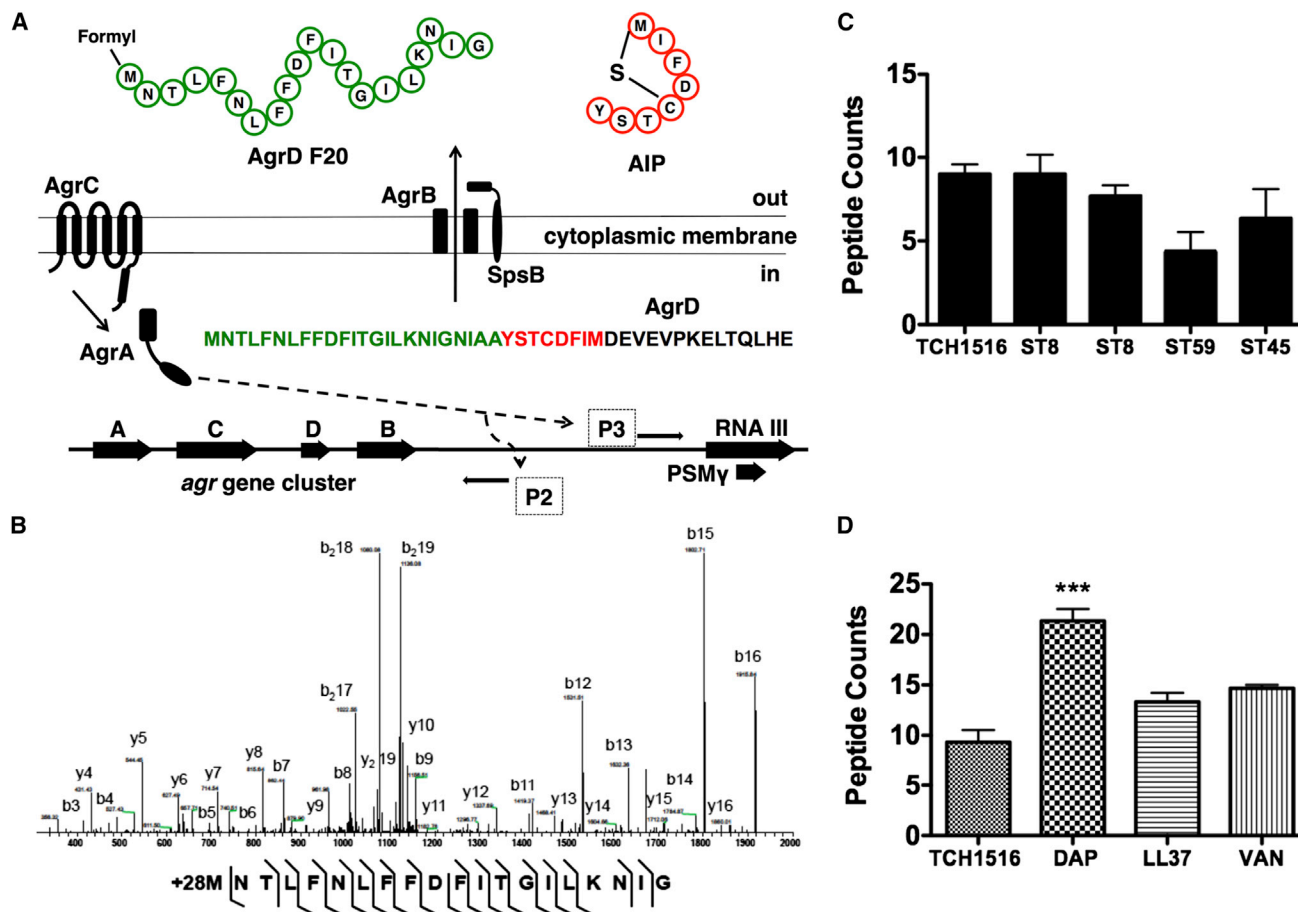 A
Formyl
M N T L F N L F F D F I T G I L K N I G
AgrD F20
M I F D C T S Y
S
AIP
AgrC
AgrB
out
cytoplasmic membrane
in
SpsB
AgrD
MNTLFNLFFDFITGILKNIGNIAAYSTCDFIMDEVEVPKELTQLHE
AgrA
A C D B
P3
RNA III
PSMγ
agr gene cluster
P2
B
b₂18
b₂19
b15
b16
b₂17
b12
y10
y5
y8
b7
y₂ 19
b9
b13
y4
y7
b8
b11
b14
b3
b4
y6
b5
b6
y9
y11
y12
y13
y14
y15
y16
400 500 600 700 800 900 1000 1100 1200 1300 1400 1500 1600 1700 1800 1900 2000
+28M N T L F N L F F D F I T G I L K N I G
C
Peptide Counts
15
10
5
0
TCH1516 ST8 ST8 ST59 ST45
D
Peptide Counts
25
20
15
10
5
0
***
TCH1516 DAP LL37 VAN